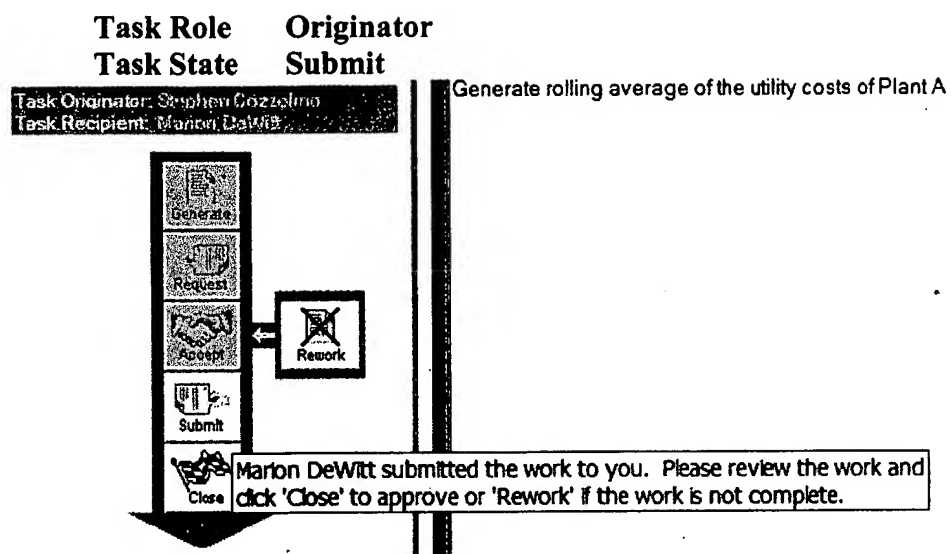 Task Role Originator
Task State Submit
Task Originator: Stephen Cozzolino
Task Recipient: Marion DeWitt
Generate rolling average of the utility costs of Plant A
Generate
Request
Accept
Rework
Submit
Close
Marion DeWitt submitted the work to you. Please review the work and
click 'Close' to approve or 'Rework' if the work is not complete.